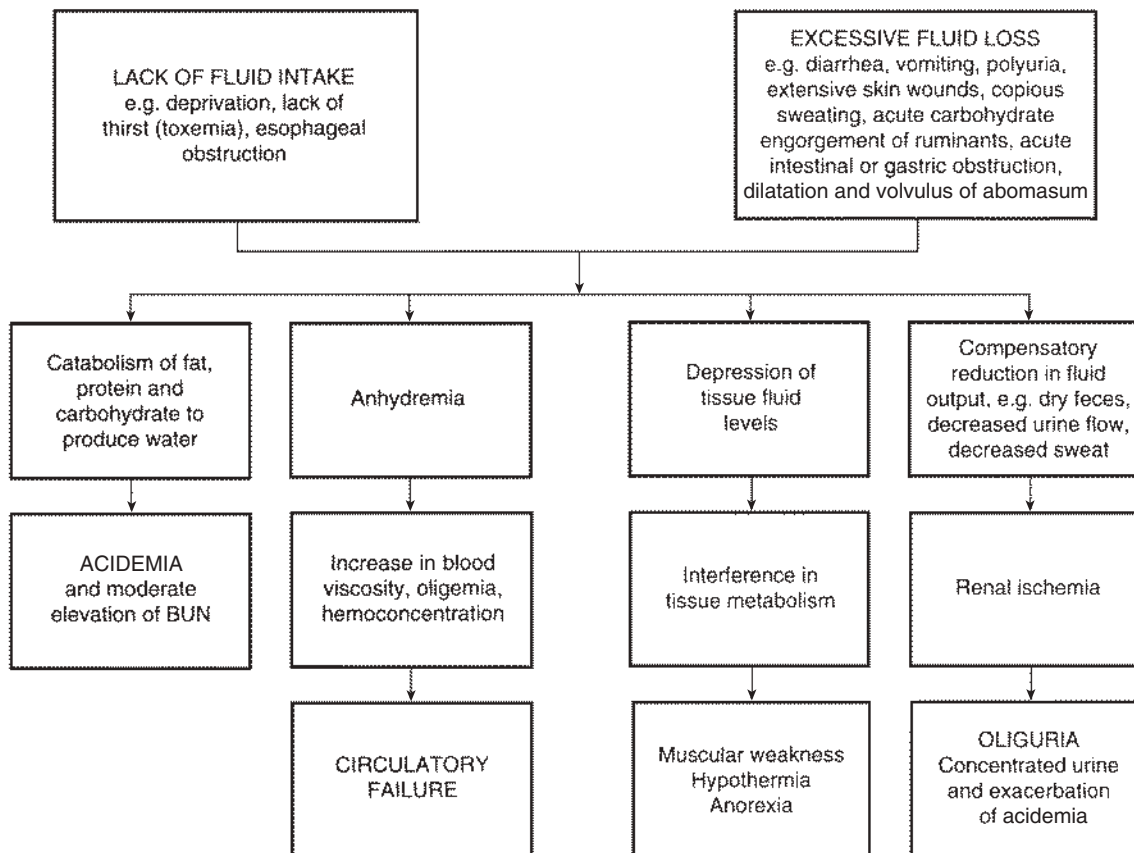 LACK OF FLUID INTAKE
e.g. deprivation, lack of
thirst (toxemia), esophageal
obstruction
EXCESSIVE FLUID LOSS
e.g. diarrhea, vomiting, polyuria,
extensive skin wounds, copious
sweating, acute carbohydrate
engorgement of ruminants, acute
intestinal or gastric obstruction,
dilatation and volvulus of abomasum
Catabolism of fat,
protein and
carbohydrate to
produce water
Anhydremia
Depression of
tissue fluid
levels
Compensatory
reduction in fluid
output, e.g. dry feces,
decreased urine flow,
decreased sweat
ACIDEMIA
and moderate
elevation of BUN
Increase in blood
viscosity, oligemia,
hemoconcentration
Interference in
tissue metabolism
Renal ischemia
CIRCULATORY
FAILURE
Muscular weakness
Hypothermia
Anorexia
OLIGURIA
Concentrated urine
and exacerbation
of acidemia